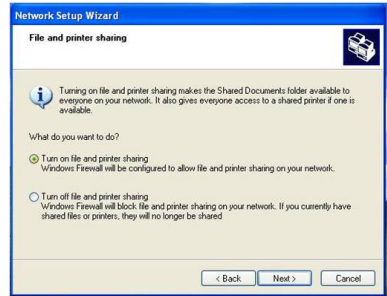 Network Setup Wizard
File and printer sharing
Turning on file and printer sharing makes the Shared Documents folder available to
everyone on your network. It also gives everyone access to a shared printer if one is
available.
What do you want to do?
Turn on file and printer sharing
Windows Firewall will be configured to allow file and printer sharing on your network.
Turn off file and printer sharing
Windows Firewall will block file and printer sharing on your network. If you currently have
shared files or printers, they will no longer be shared
< Back Next > Cancel